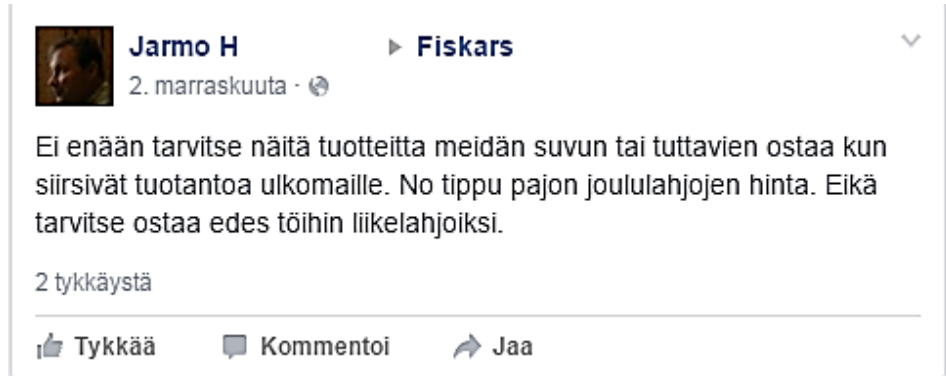 Jarmo H ▸ Fiskars
2. marraskuuta ·
Ei enään tarvitse näitä tuotteitta meidän suvun tai tuttavien ostaa kun
siirsivät tuotantoa ulkomaille. No tippu pajon joululahjojen hinta. Eikä
tarvitse ostaa edes töihin liikelahjoiksi.
2 tykkäystä
Tykkää Kommentoi Jaa